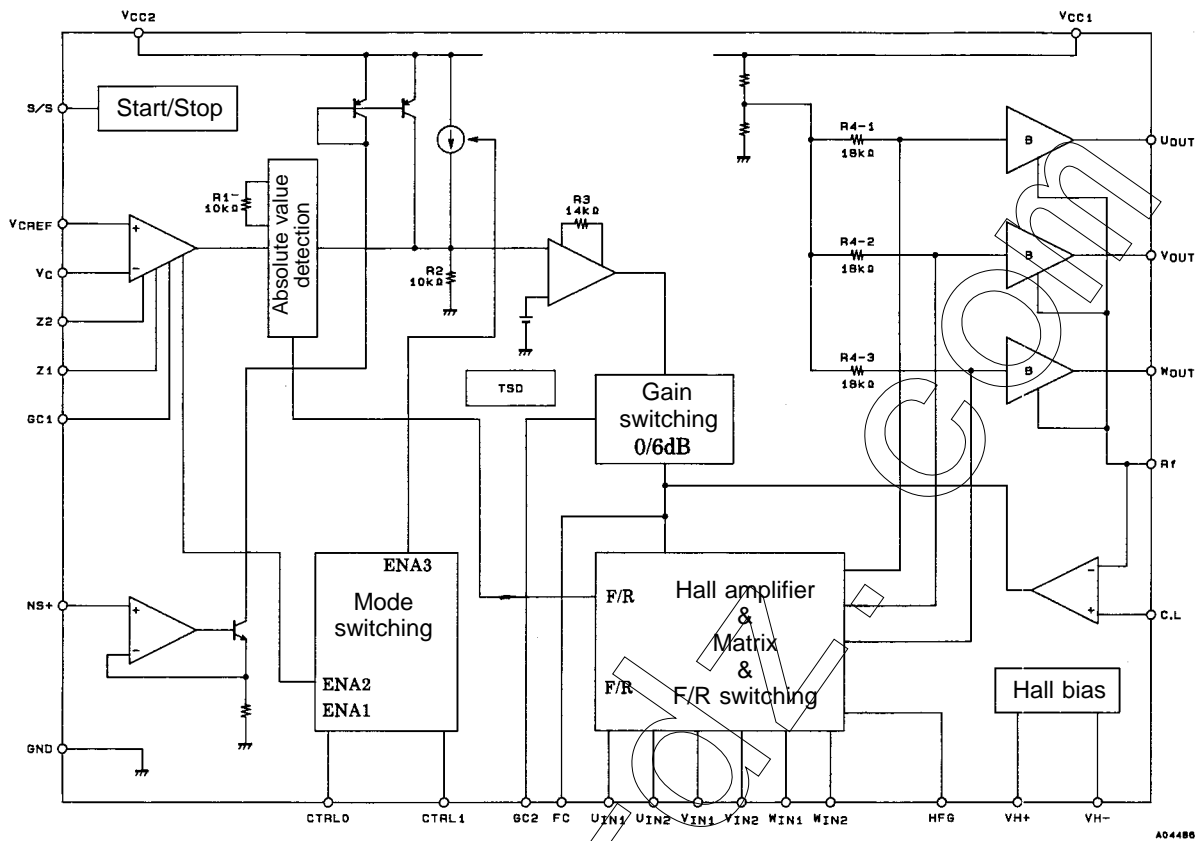 VCC2
VCC1
S/S
Start/Stop
R4-1
18kΩ
B
UOUT
R1
10kΩ
Absolute value
detection
R3
14kΩ
VCREF
VC
R4-2
18kΩ
B
VOUT
R2
10kΩ
Z2
Z1
TSD
R4-3
18kΩ
B
WOUT
GC1
Gain
switching
0/6dB
Rf
ENA3
Mode
switching
F/R
Hall amplifier
&
Matrix
&
F/R switching
F/R
NS+
C.L
ENA2
ENA1
Hall bias
GND
CTRL0
CTRL1
GC2
FC
UIN1
UIN2
VIN1
VIN2
WIN1
WIN2
HFG
VH+
VH-
A04486